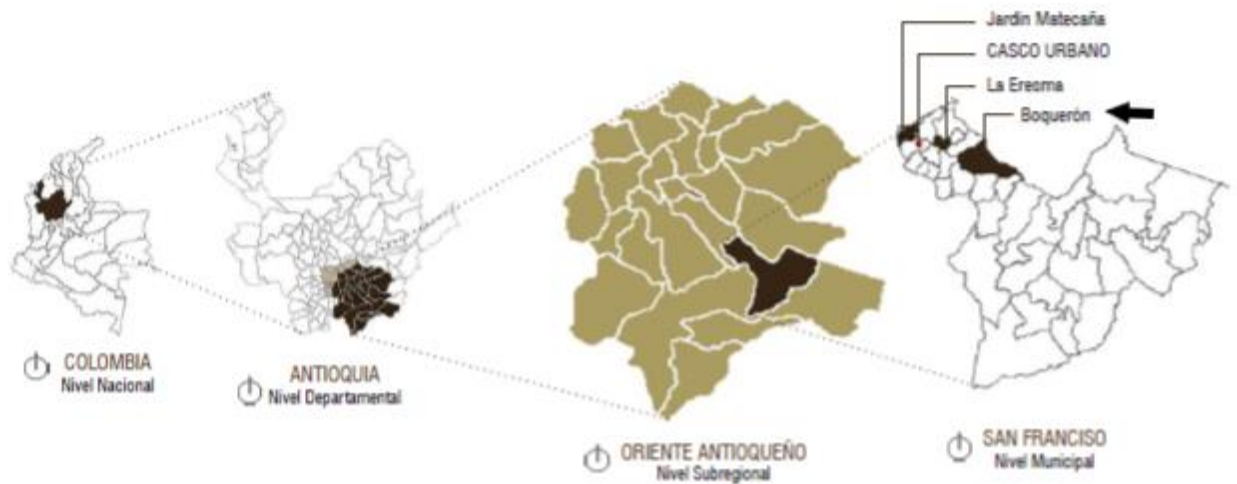 Jardin Matecaña
CASCO URBANO
La Eresma
Boquerón
COLOMBIA
Nivel Nacional
ANTIOQUIA
Nivel Departamental
ORIENTE ANTIOQUEÑO
Nivel Subregional
SAN FRANCISO
Nivel Municipal